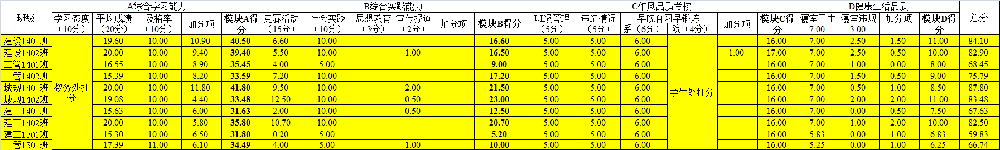 班级 A综合学习能力 B综合实践能力 C作风品质考核 D健康生活品质 总分
学习态度（10分） 平均成绩（20分） 及格率（10分） 加分项 模块A得分 竞赛活动（15分） 社会实践（10分） 思想教育（3分） 宣传报道（2分） 加分项 模块B得分 班级管理（5分） 违纪情况（5分） 早晚自习早锻炼 加分项 模块C得分 寝室卫生 寝室违规 加分项 模块D得分
系（6分） 院（4分） 7.00 3.00
建设1401班 19.60 10.00 10.90 40.50 6.60 10.00 16.60 5.00 5.00 6.00 16.00 7.00 2.50 1.50 11.00 84.10
建设1402班 20.00 10.00 9.40 39.40 5.50 10.00 1.00 16.50 5.00 5.00 6.00 1.00 17.00 7.00 2.50 0.50 10.00 82.90
工管1401班 16.55 10.00 8.90 35.45 4.00 5.00 9.00 5.00 5.00 6.00 16.00 7.00 1.00 0.00 8.00 68.45
工管1402班 15.39 10.00 8.20 33.59 7.20 10.00 17.20 5.00 5.00 6.00 16.00 7.00 1.50 0.50 9.00 75.79
城规1401班 教务处打分 20.00 10.00 11.80 41.80 9.50 10.00 2.00 21.50 5.00 5.00 6.00 学生处打分 16.00 7.00 0.50 1.00 8.50 87.80
城规1402班 19.08 10.00 4.40 33.48 12.50 10.00 0.50 23.00 5.00 5.00 6.00 16.00 7.00 2.00 2.00 11.00 83.48
建工1401班 15.63 10.00 6.00 31.63 2.00 10.00 0.50 12.50 5.00 5.00 6.00 16.00 7.00 0.00 0.50 7.50 67.63
建工1402班 20.00 10.00 5.80 35.80 10.70 10.00 20.70 5.00 5.00 6.00 16.00 7.00 1.00 2.00 10.00 82.50
建工1301班 15.30 10.00 6.50 31.80 0.20 5.00 5.20 5.00 5.00 6.00 16.00 5.83 0.00 1.00 6.83 59.83
工管1301班 17.39 11.00 6.10 34.49 4.00 5.00 1.00 10.00 5.00 5.00 6.00 16.00 5.25 0.00 1.00 6.25 66.74